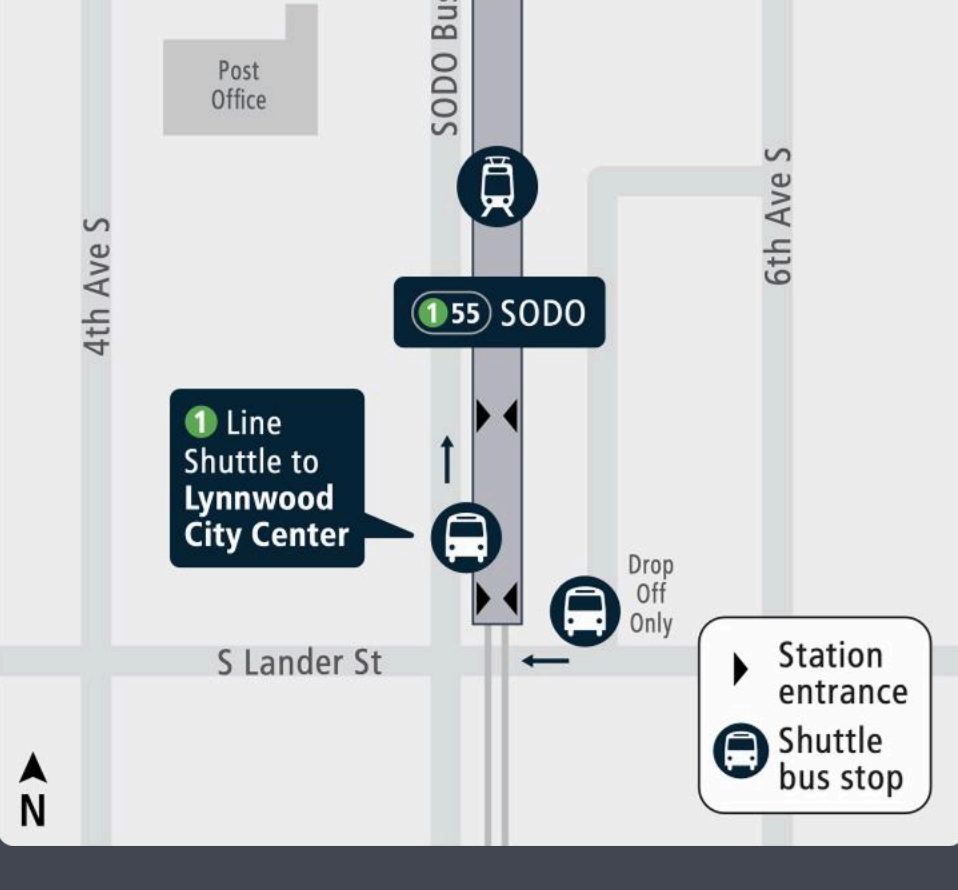 Post
Office
SODO Bus
4th Ave S
6th Ave S
1 55 SODO
1 Line
Shuttle to
Lynnwood
City Center
Drop
Off
Only
S Lander St
Station
entrance
Shuttle
bus stop
N